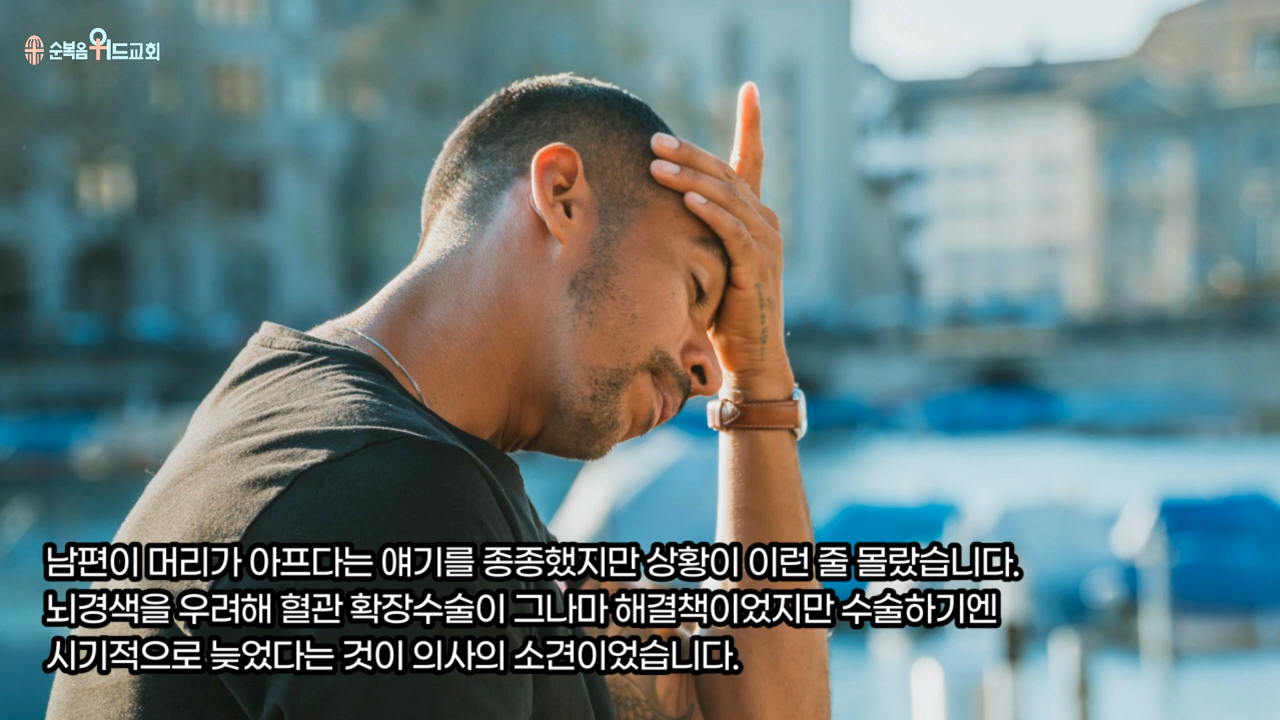 순복음위드교회
남편이 머리가 아프다는 얘기를 종종했지만 상황이 이런 줄 몰랐습니다.
뇌경색을 우려해 혈관 확장수술이 그나마 해결책이었지만 수술하기엔
시기적으로 늦었다는 것이 의사의 소견이었습니다.